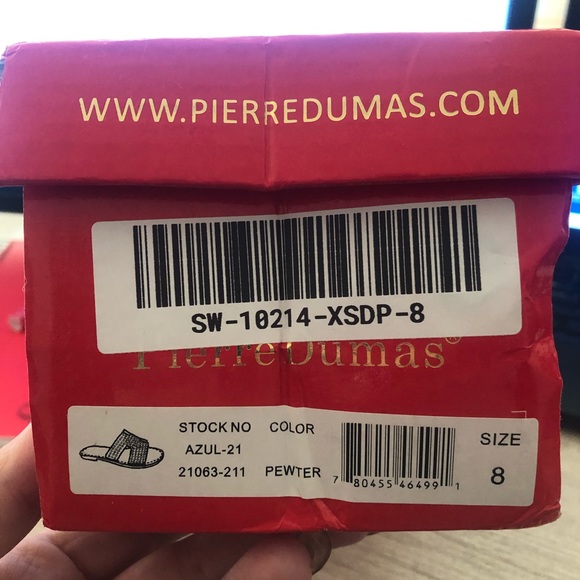 WWW.PIERREDUMAS.COM
SW-10214-XSDP-8
PierreDumas®
STOCK NO COLOR SIZE
AZUL-21
21063-211 PEWTER 8
7 80455 46499 1